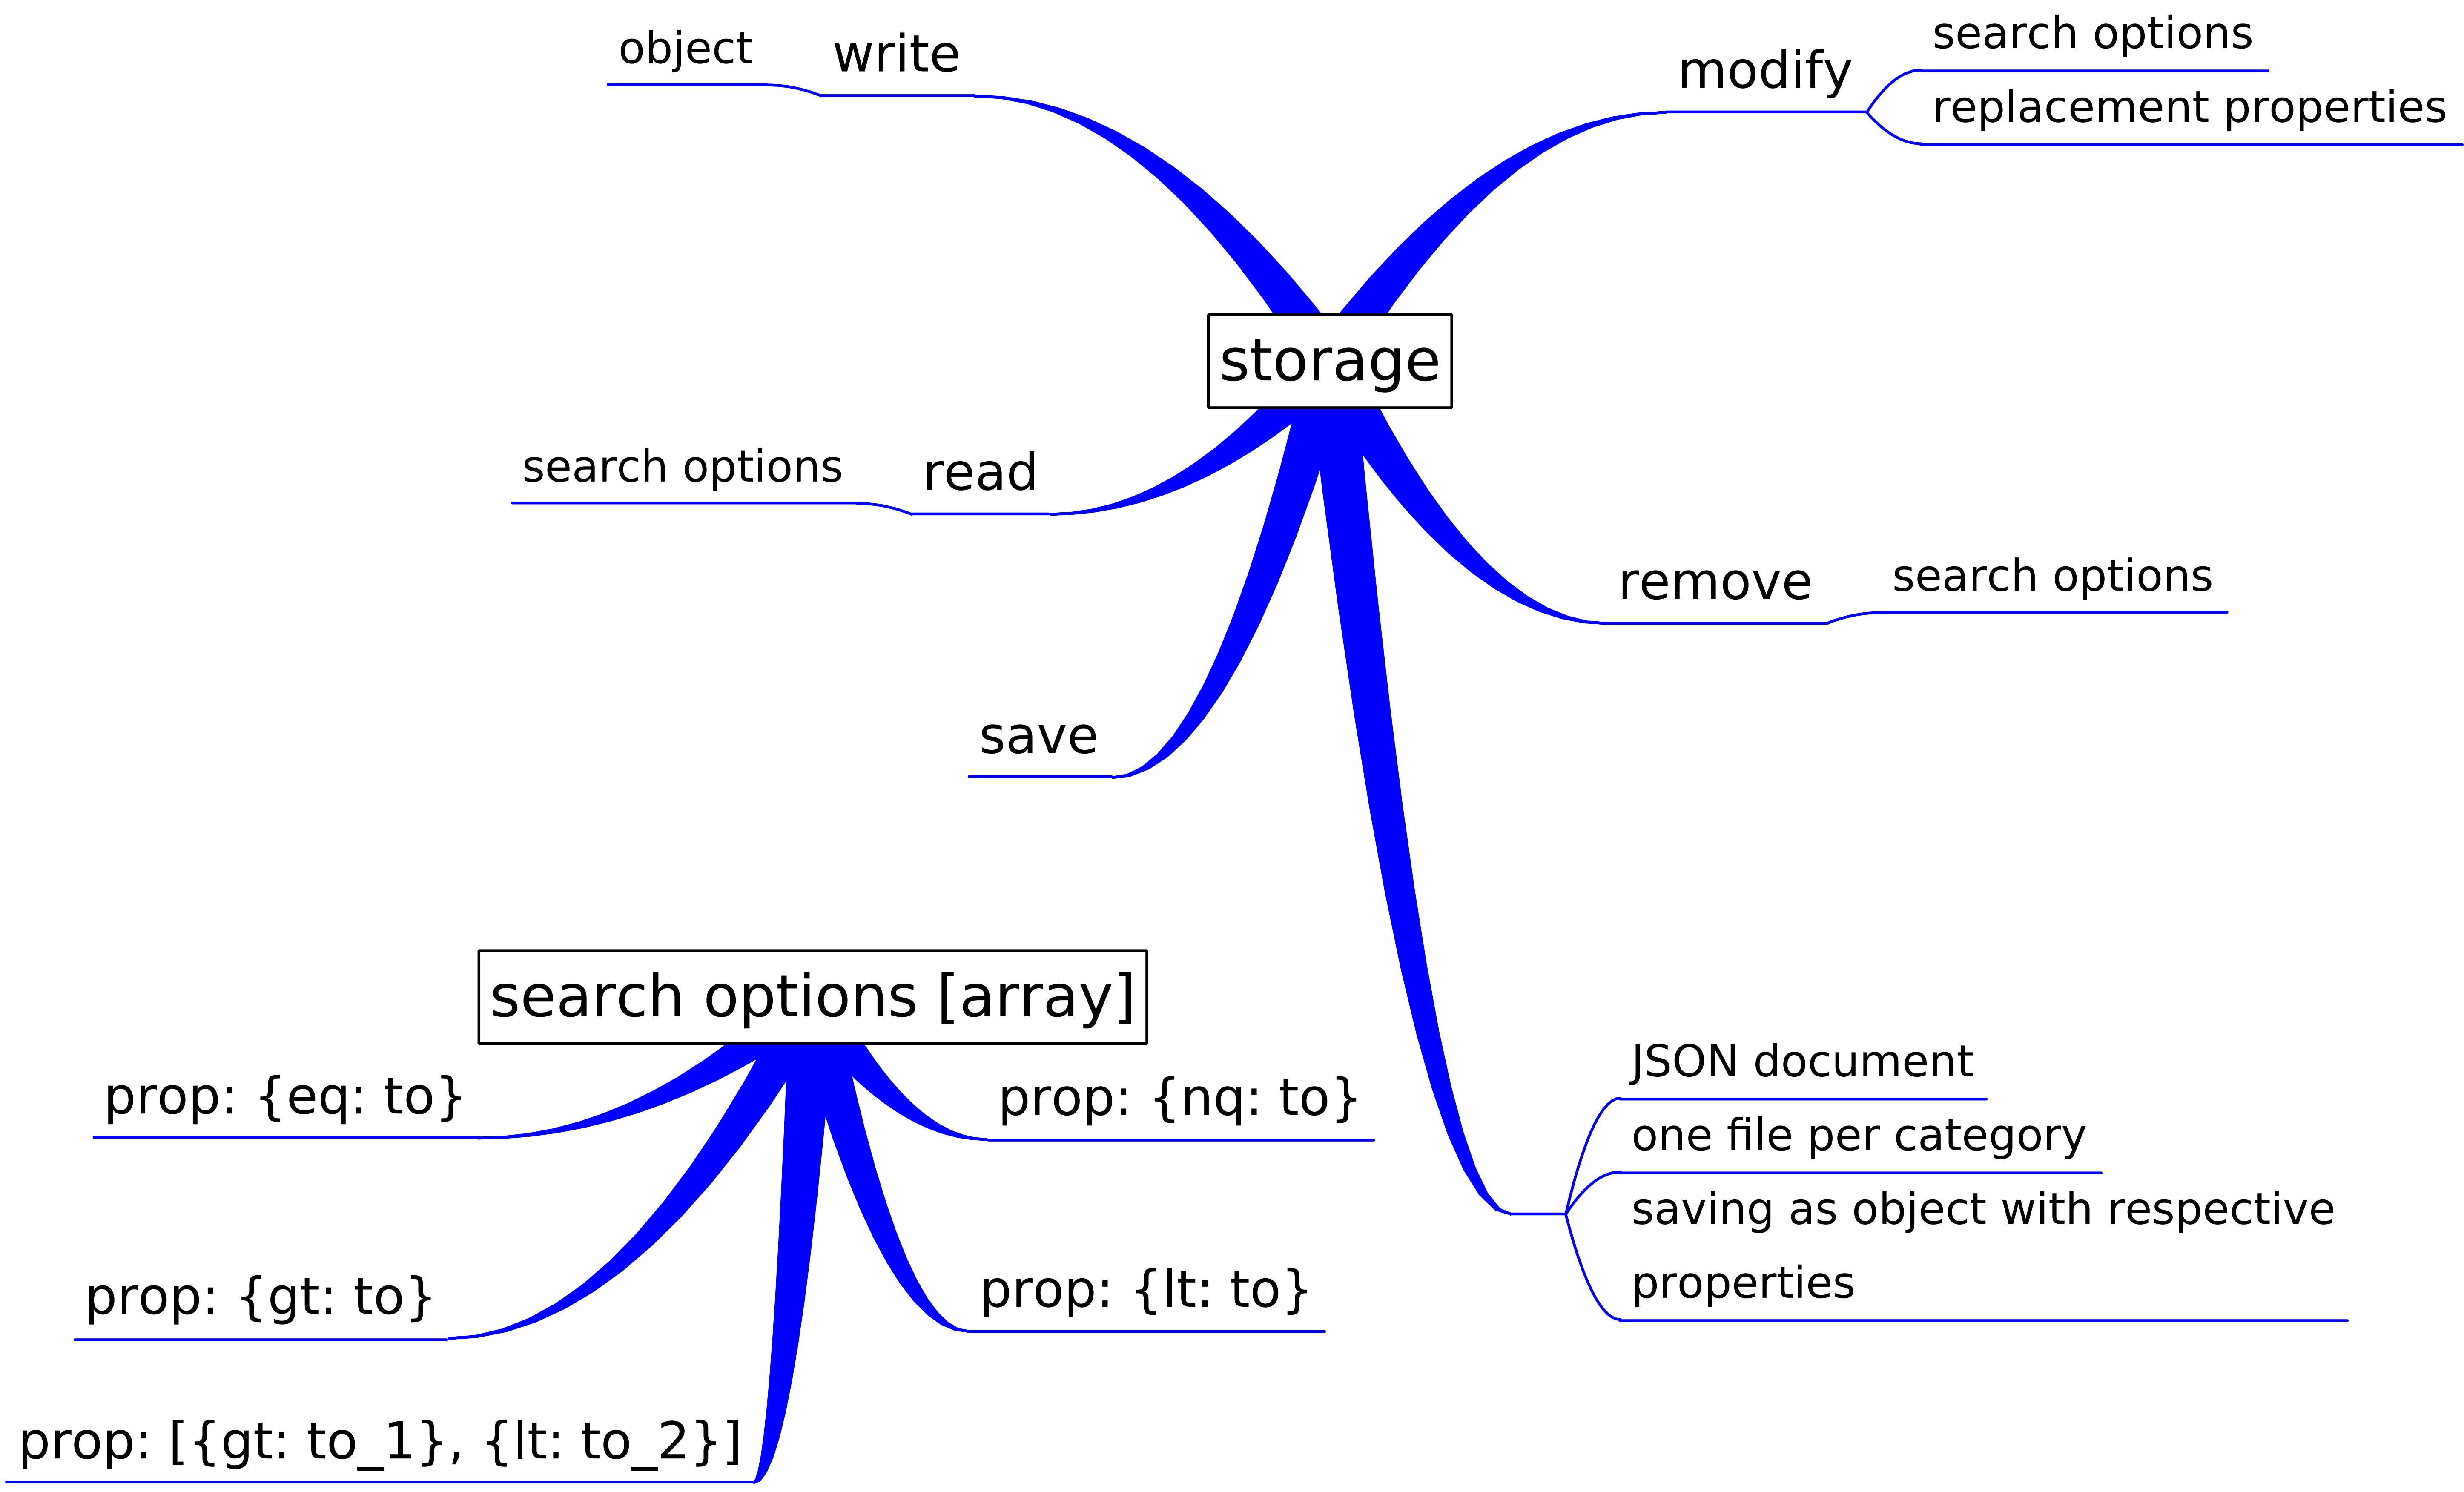 object
write
modify
search options
replacement properties
storage
search options
read
remove
search options
save
search options [array]
prop: {eq: to}
prop: {nq: to}
prop: {gt: to}
prop: {lt: to}
prop: [{gt: to_1}, {lt: to_2}]
JSON document
one file per category
saving as object with respective
properties